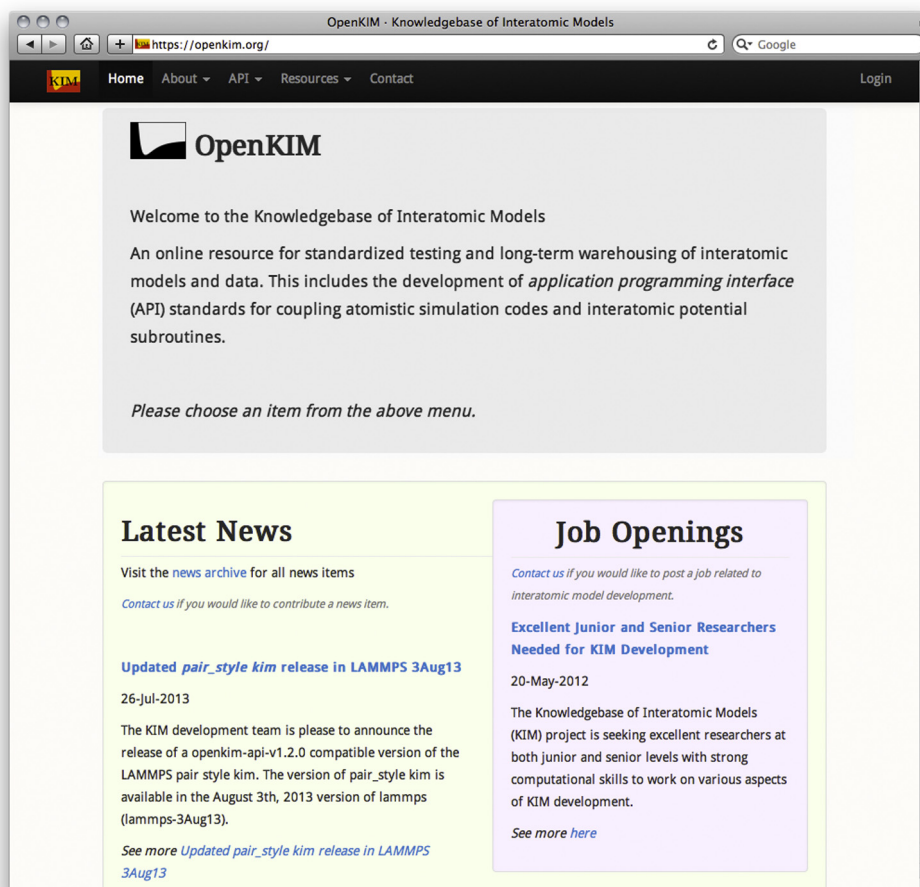 OpenKIM · Knowledgebase of Interatomic Models
https://openkim.org/
Google
KIM
Home About API Resources Contact Login
OpenKIM
Welcome to the Knowledgebase of Interatomic Models
An online resource for standardized testing and long-term warehousing of interatomic
models and data. This includes the development of application programming interface
(API) standards for coupling atomistic simulation codes and interatomic potential
subroutines.
Please choose an item from the above menu.
Latest News
Visit the news archive for all news items
Contact us if you would like to contribute a news item.
Updated pair_style kim release in LAMMPS 3Aug13
26-Jul-2013
The KIM development team is please to announce the
release of a openkim-api-v1.2.0 compatible version of the
LAMMPS pair style kim. The version of pair_style kim is
available in the August 3th, 2013 version of lammps
(lammps-3Aug13).
See more Updated pair_style kim release in LAMMPS
3Aug13
Job Openings
Contact us if you would like to post a job related to
interatomic model development.
Excellent Junior and Senior Researchers
Needed for KIM Development
20-May-2012
The Knowledgebase of Interatomic Models
(KIM) project is seeking excellent researchers at
both junior and senior levels with strong
computational skills to work on various aspects
of KIM development.
See more here